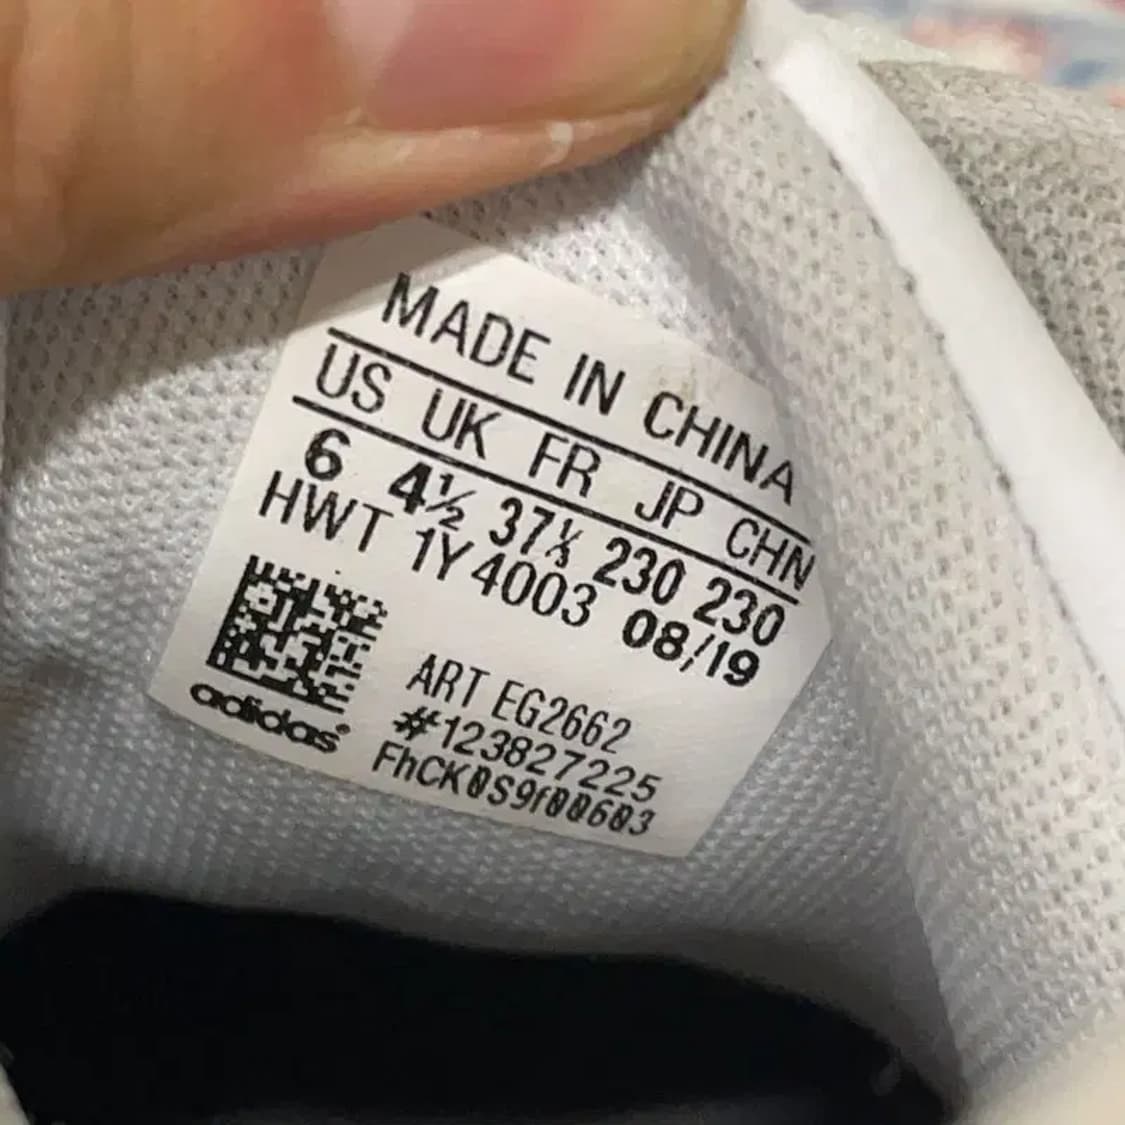 MADE IN CHINA
US UK FR JP CHN
6 4½ 37⅓ 230 230
HWT 1Y4003 08/19
ART EG2662
#123827225
FhCK0S9f00603
adidas®